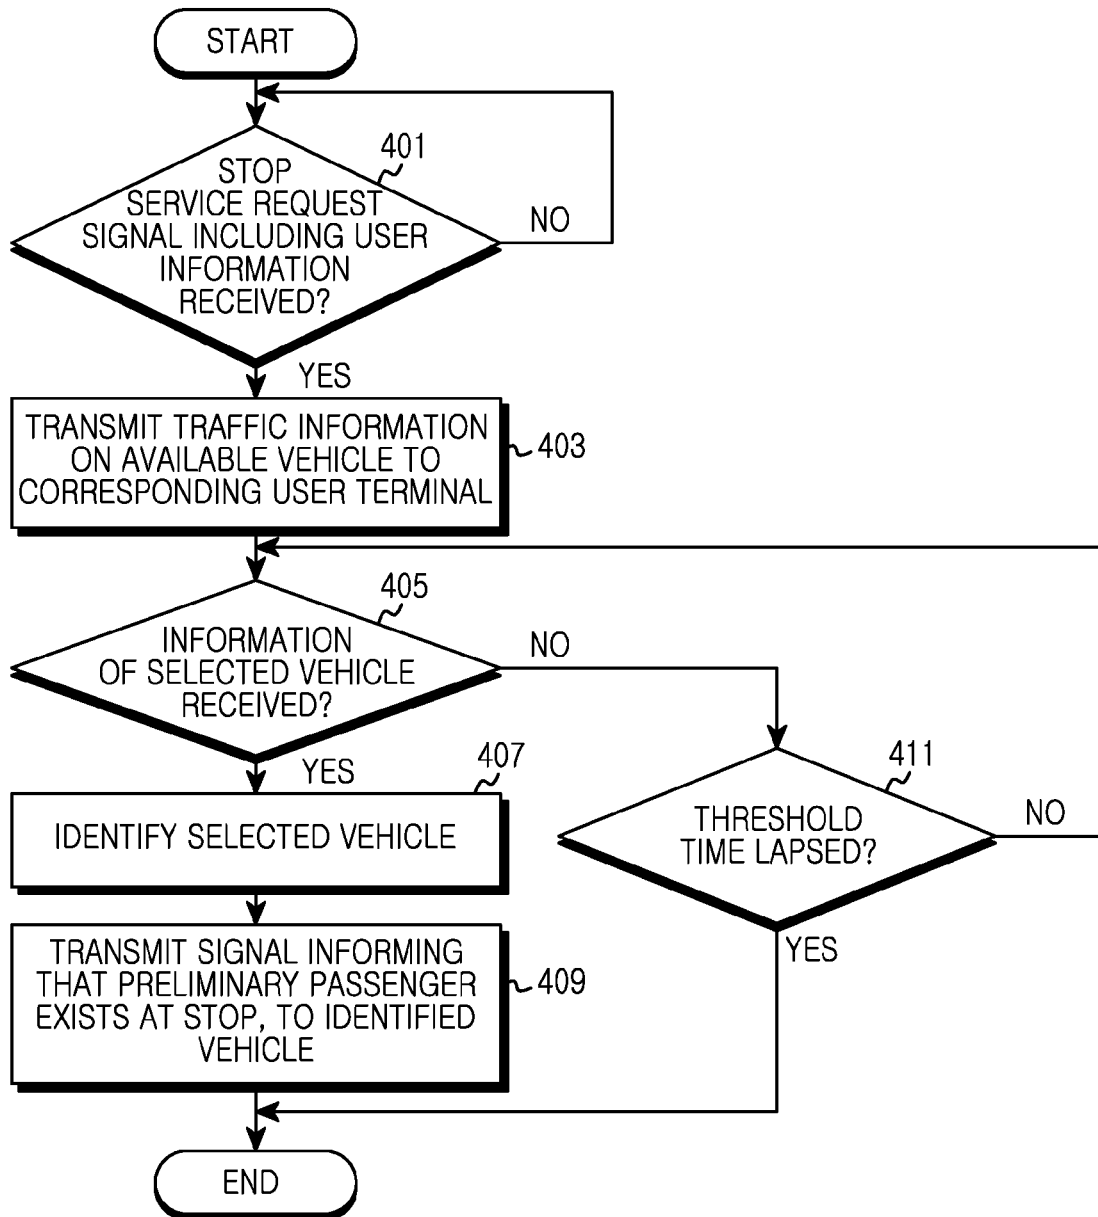 START
401
STOP
SERVICE REQUEST
SIGNAL INCLUDING USER
INFORMATION
RECEIVED?
NO
YES
TRANSMIT TRAFFIC INFORMATION
ON AVAILABLE VEHICLE TO
CORRESPONDING USER TERMINAL
403
405
INFORMATION
OF SELECTED VEHICLE
RECEIVED?
NO
YES
407
IDENTIFY SELECTED VEHICLE
411
THRESHOLD
TIME LAPSED?
NO
YES
TRANSMIT SIGNAL INFORMING
THAT PRELIMINARY PASSENGER
EXISTS AT STOP, TO IDENTIFIED
VEHICLE
409
END